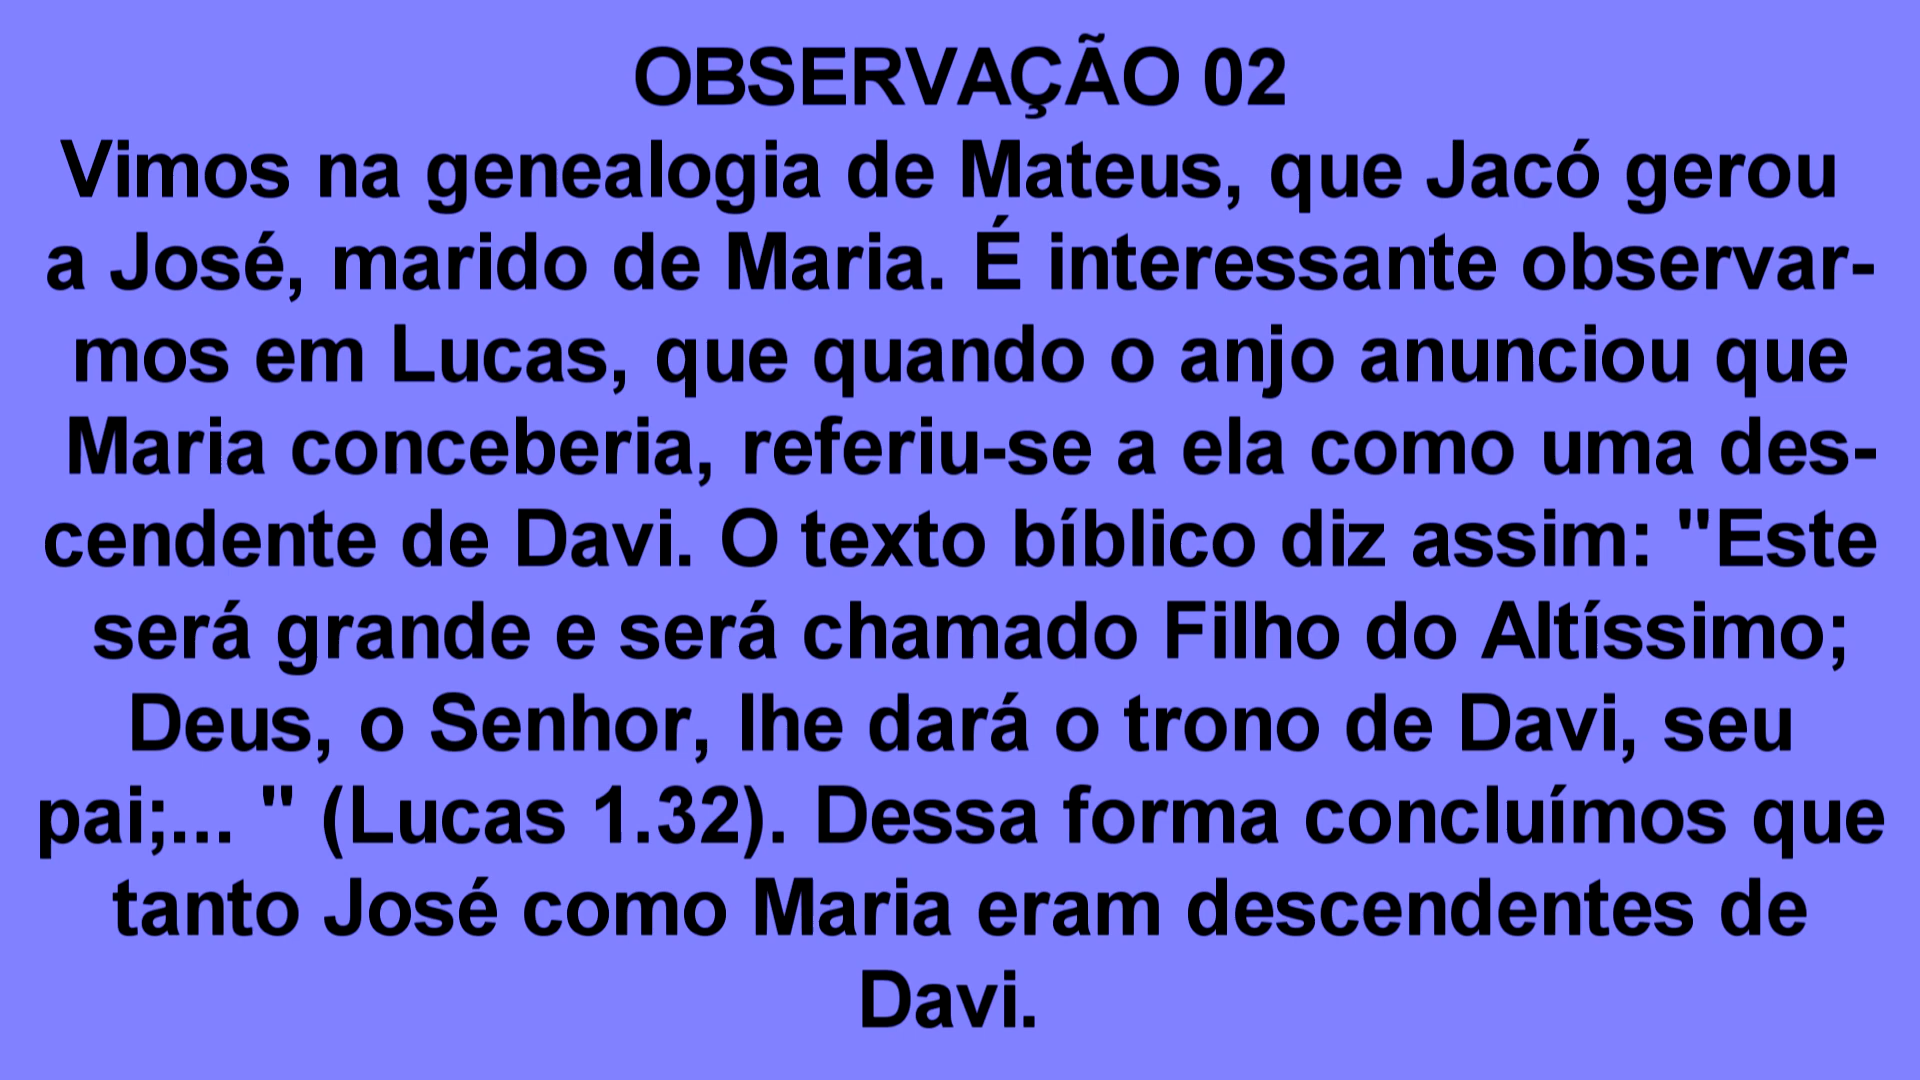 OBSERVAÇÃO 02
Vimos na genealogia de Mateus, que Jacó gerou
a José, marido de Maria. É interessante observar-
mos em Lucas, que quando o anjo anunciou que
Maria conceberia, referiu-se a ela como uma des-
cendente de Davi. O texto bíblico diz assim: "Este
será grande e será chamado Filho do Altíssimo;
Deus, o Senhor, lhe dará o trono de Davi, seu
pai;... " (Lucas 1.32). Dessa forma concluímos que
tanto José como Maria eram descendentes de
Davi.